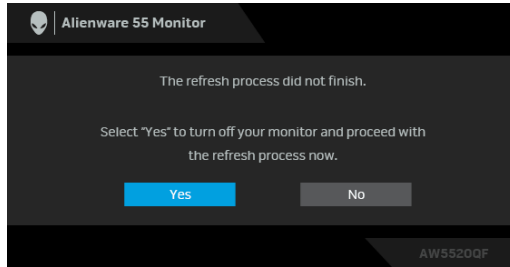 Alienware 55 Monitor
The refresh process did not finish.
Select "Yes" to turn off your monitor and proceed with
the refresh process now.
Yes
No
AW5520QF